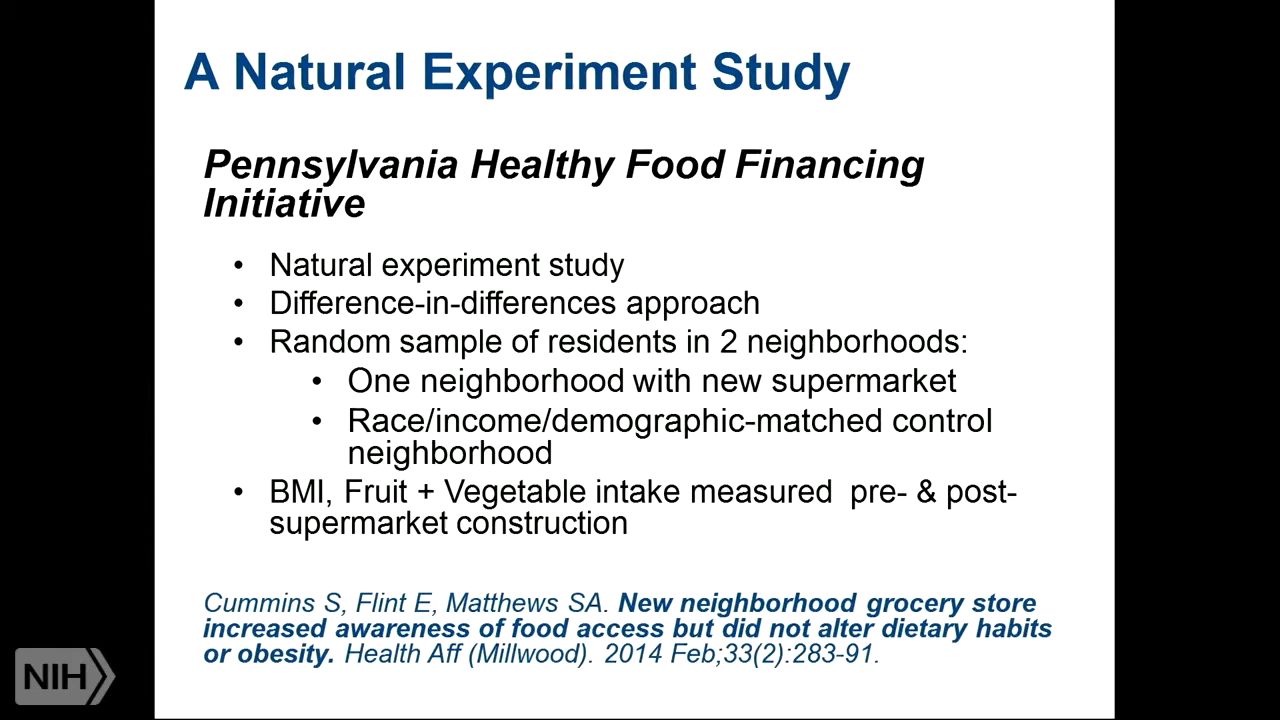 A Natural Experiment Study
Pennsylvania Healthy Food Financing
Initiative
• Natural experiment study
• Difference-in-differences approach
• Random sample of residents in 2 neighborhoods:
• One neighborhood with new supermarket
• Race/income/demographic-matched control
neighborhood
• BMI, Fruit + Vegetable intake measured pre- & post-
supermarket construction
Cummins S, Flint E, Matthews SA. New neighborhood grocery store
increased awareness of food access but did not alter dietary habits
or obesity. Health Aff (Millwood). 2014 Feb;33(2):283-91.
NIH